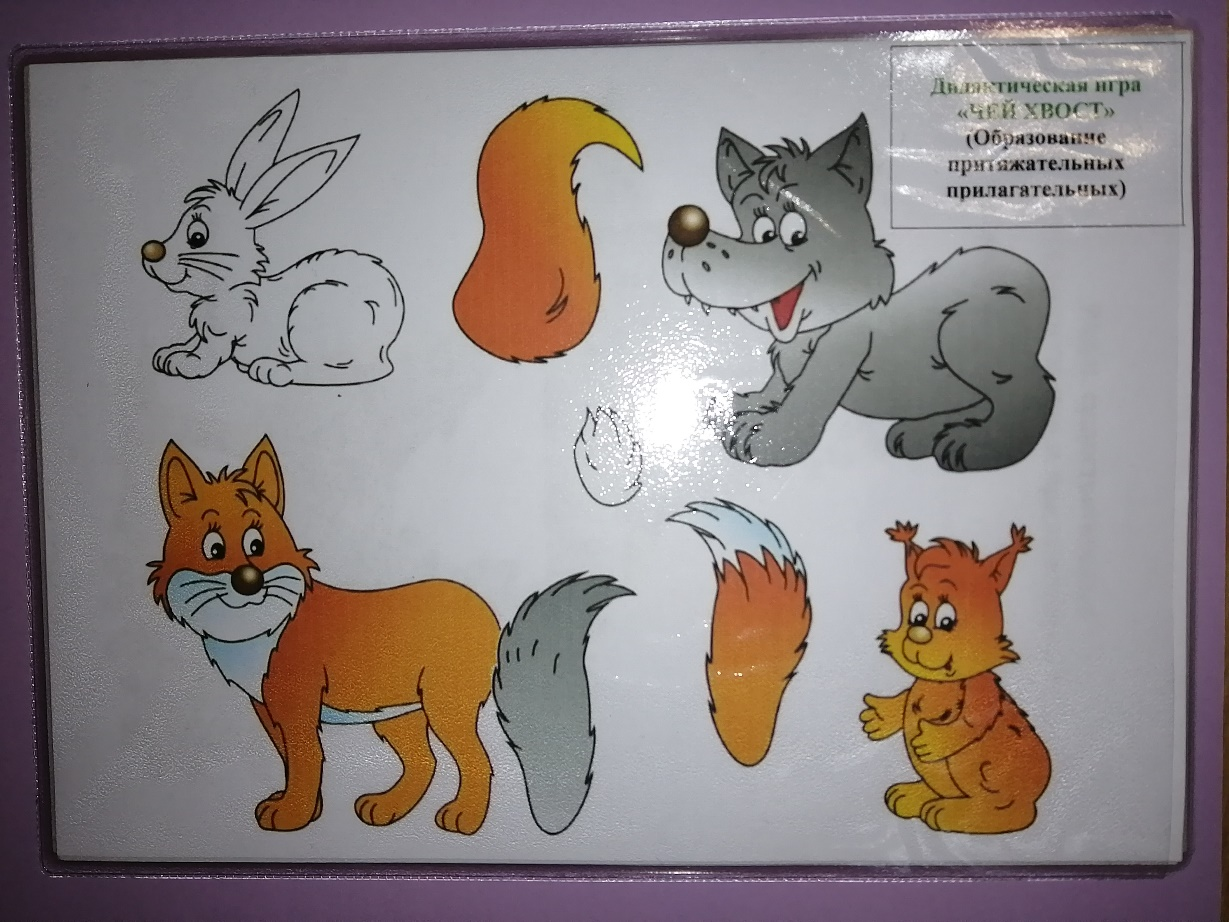 Дидактическая игра
«ЧЕЙ ХВОСТ»
(Образование
притяжательных
прилагательных)